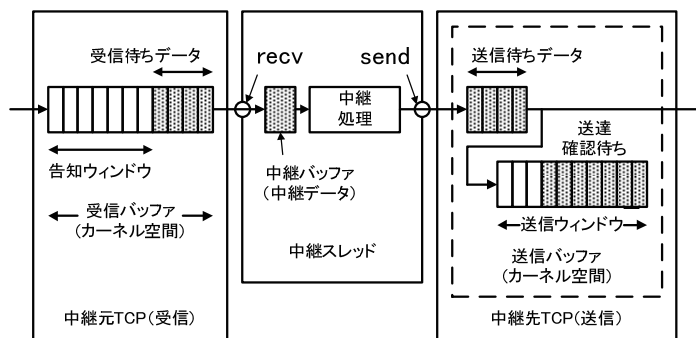 受信待ちデータ
告知ウィンドウ
受信バッファ
(カーネル空間)
中継元TCP(受信)
recv
send
中継
処理
中継バッファ
(中継データ)
中継スレッド
送信待ちデータ
送達
確認待ち
送信ウィンドウ
送信バッファ
(カーネル空間)
中継先TCP(送信)